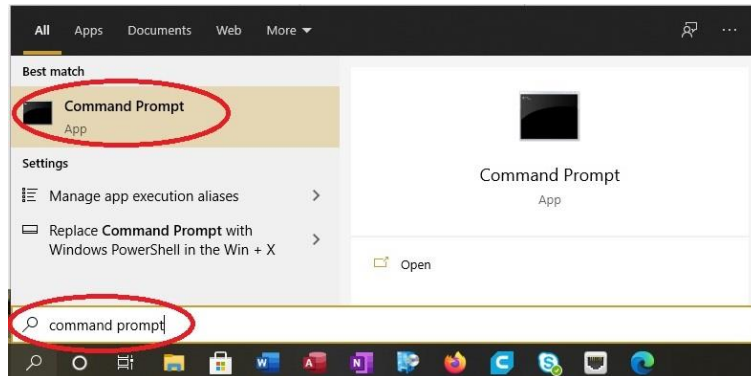 All Apps Documents Web More
Best match
Command Prompt
App
Settings
Manage app execution aliases
Replace Command Prompt with
Windows PowerShell in the Win + X
Command Prompt
App
Open
command prompt